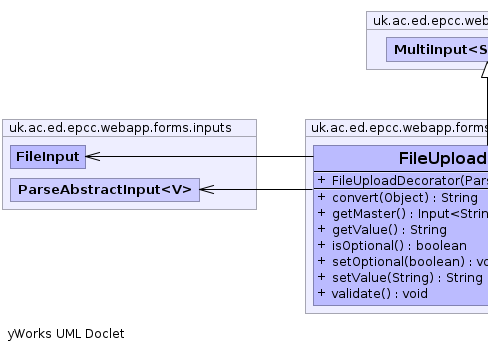 uk.ac.ed.epcc.web
MultiInput<S
uk.ac.ed.epcc.webapp.forms.inputs
FileInput
ParseAbstractInput<V>
uk.ac.ed.epcc.webapp.forms
FileUpload
+ FileUploadDecorator(Pars
+ convert(Object) : String
+ getMaster() : Input<String
+ getValue() : String
+ isOptional() : boolean
+ setOptional(boolean) : vo
+ setValue(String) : String
+ validate() : void
yWorks UML Doclet